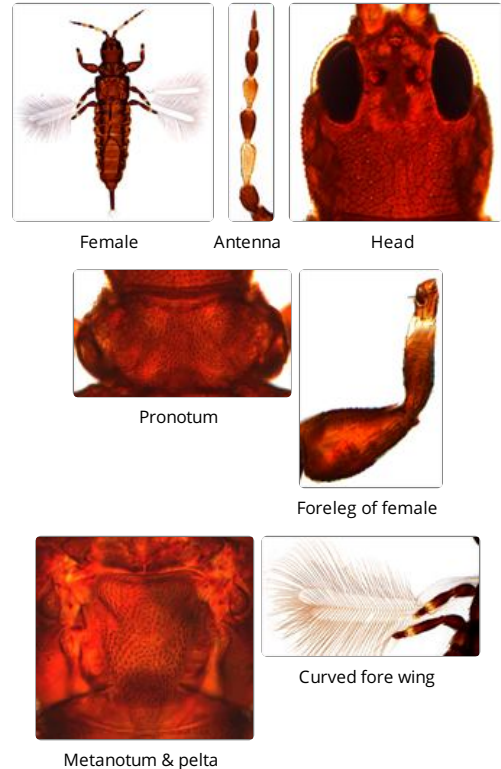 Female
Antenna
Head
Pronotum
Foreleg of female
Curved fore wing
Metanotum & pelta